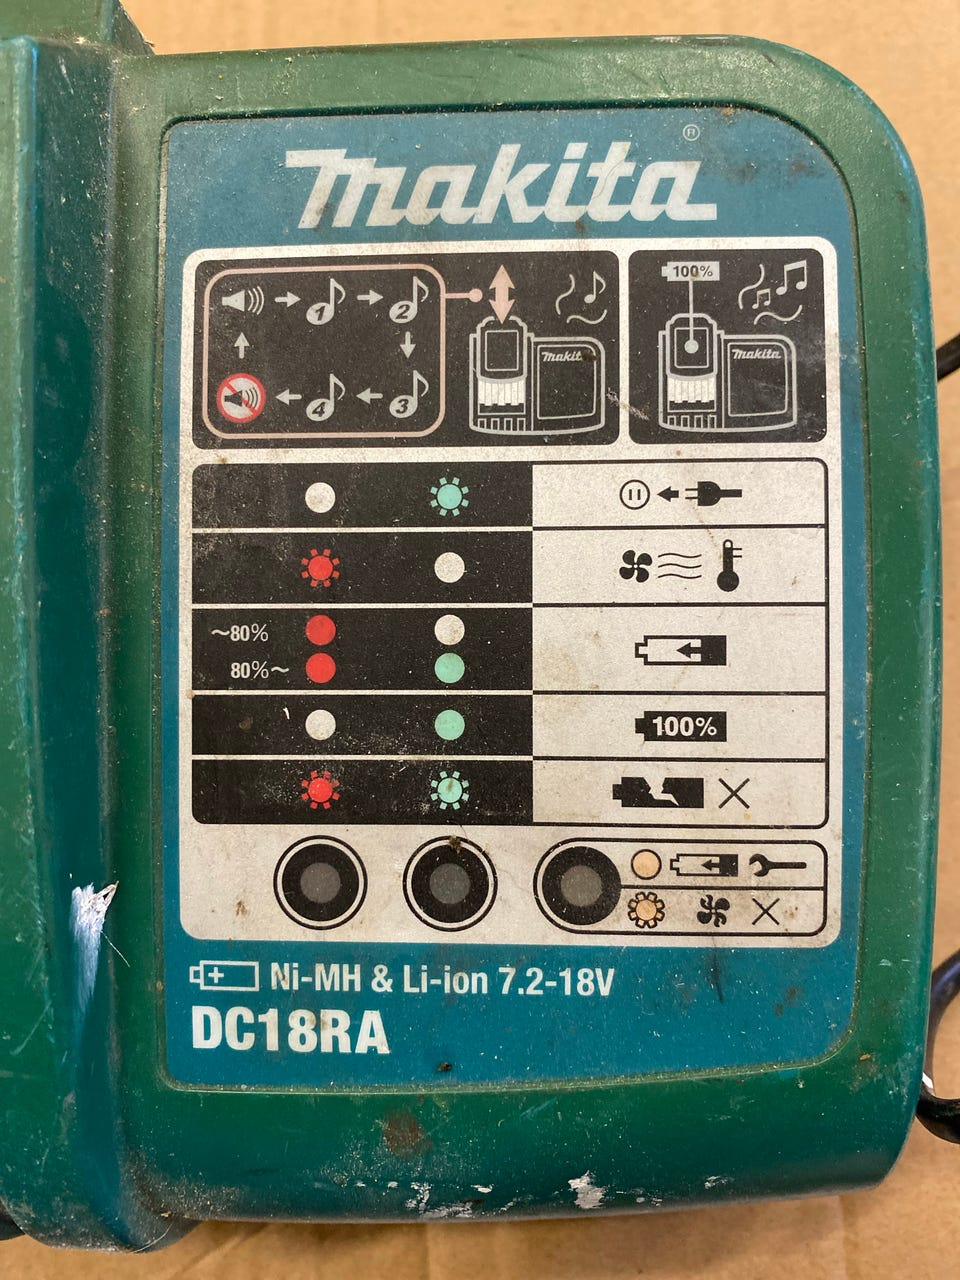 makita®
1 2
4 3
Makita
100%
Makita
~80%
80%~
100%
Ni-MH & Li-ion 7.2-18V
DC18RA